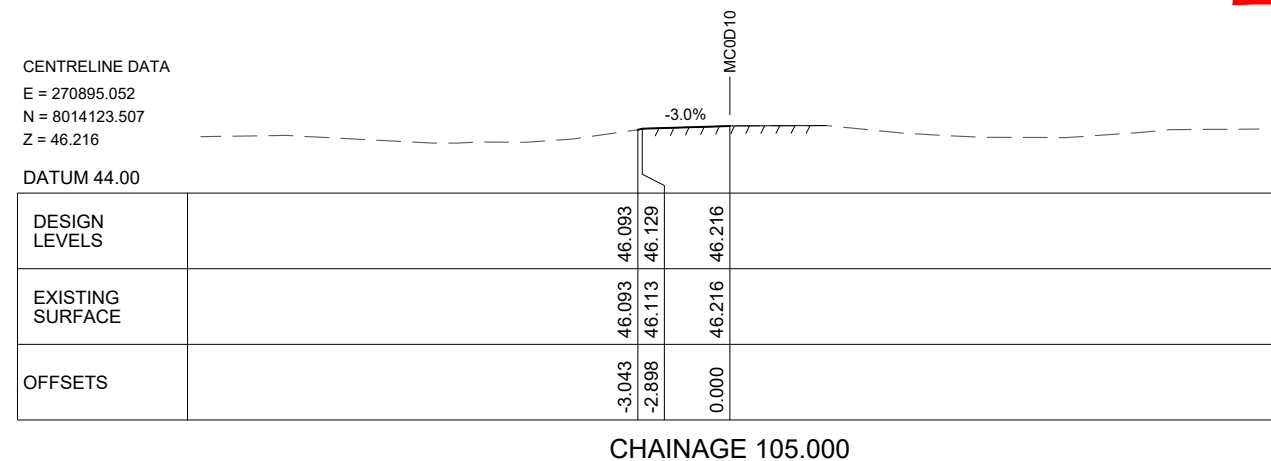 MC0D10
CENTRELINE DATA
E = 270895.052
N = 8014123.507
Z = 46.216
-3.0%
DATUM 44.00
DESIGN
LEVELS
46.093
46.129
46.216
EXISTING
SURFACE
46.093
46.113
46.216
OFFSETS
-3.043
-2.898
0.000
CHAINAGE 105.000